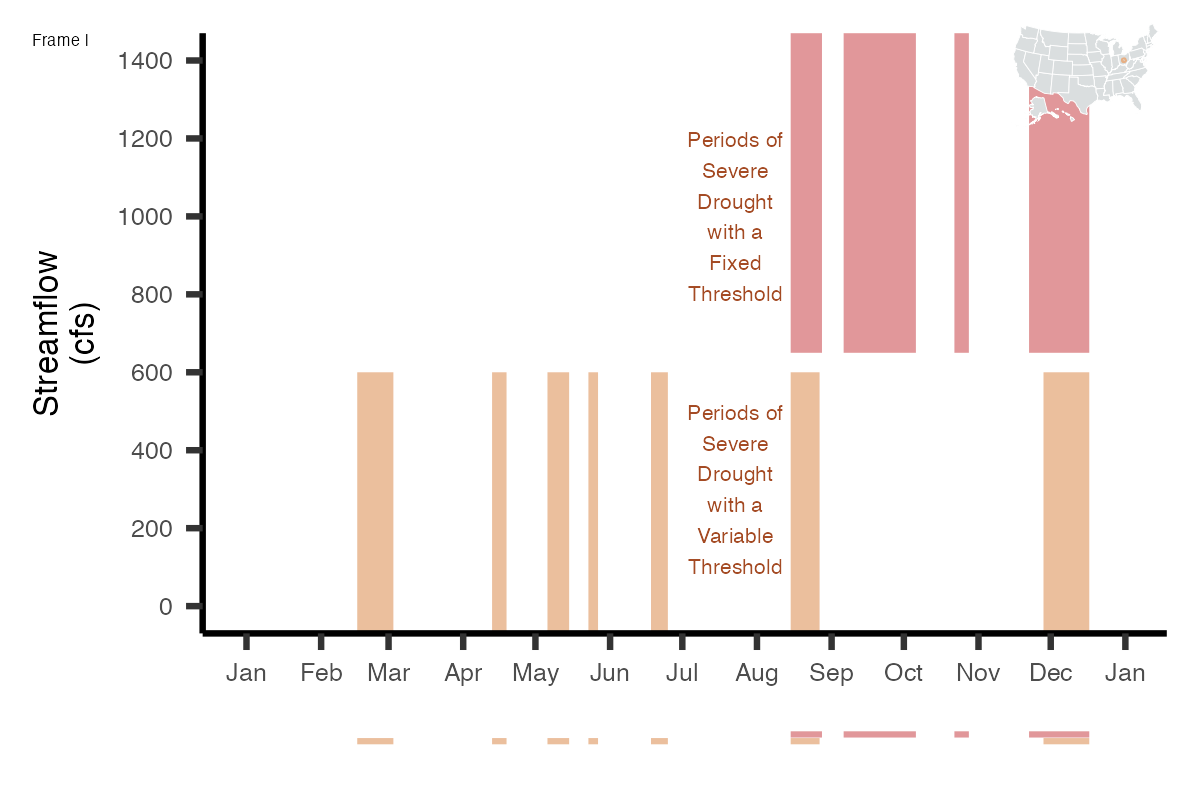 Frame I
1400
1200
1000
800
600
400
200
0
Streamflow
(cfs)
Periods of
Severe
Drought
with a
Fixed
Threshold
Periods of
Severe
Drought
with a
Variable
Threshold
Jan Feb Mar Apr May Jun Jul Aug Sep Oct Nov Dec Jan